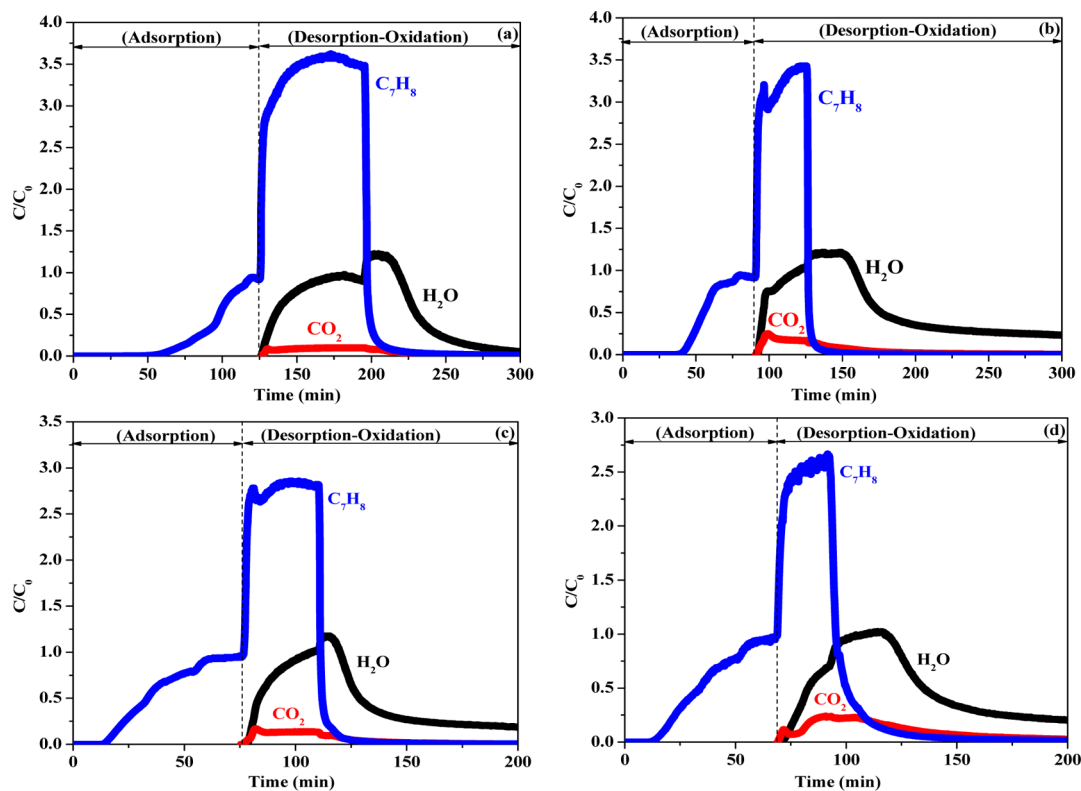 (Adsorption) (Desorption-Oxidation) (a)
4.0
3.5
3.0
2.5
2.0
1.5
1.0
0.5
0.0
C/C₀
C₇H₈
H₂O
CO₂
0 50 100 150 200 250 300
Time (min)
(Adsorption) (Desorption-Oxidation)
(b)
4.0
3.5
3.0
2.5
2.0
1.5
1.0
0.5
0.0
C₇H₈
H₂O
CO₂
0 50 100 150 200 250 300
Time (min)
(Adsorption) (Desorption-Oxidation) (c)
3.5
3.0
2.5
2.0
1.5
1.0
0.5
0.0
C/C₀
C₇H₈
H₂O
CO₂
0 50 100 150 200
Time (min)
(Adsorption) (Desorption-Oxidation) (d)
3.0
2.5
2.0
1.5
1.0
0.5
0.0
C₇H₈
H₂O
CO₂
0 50 100 150 200
Time (min)